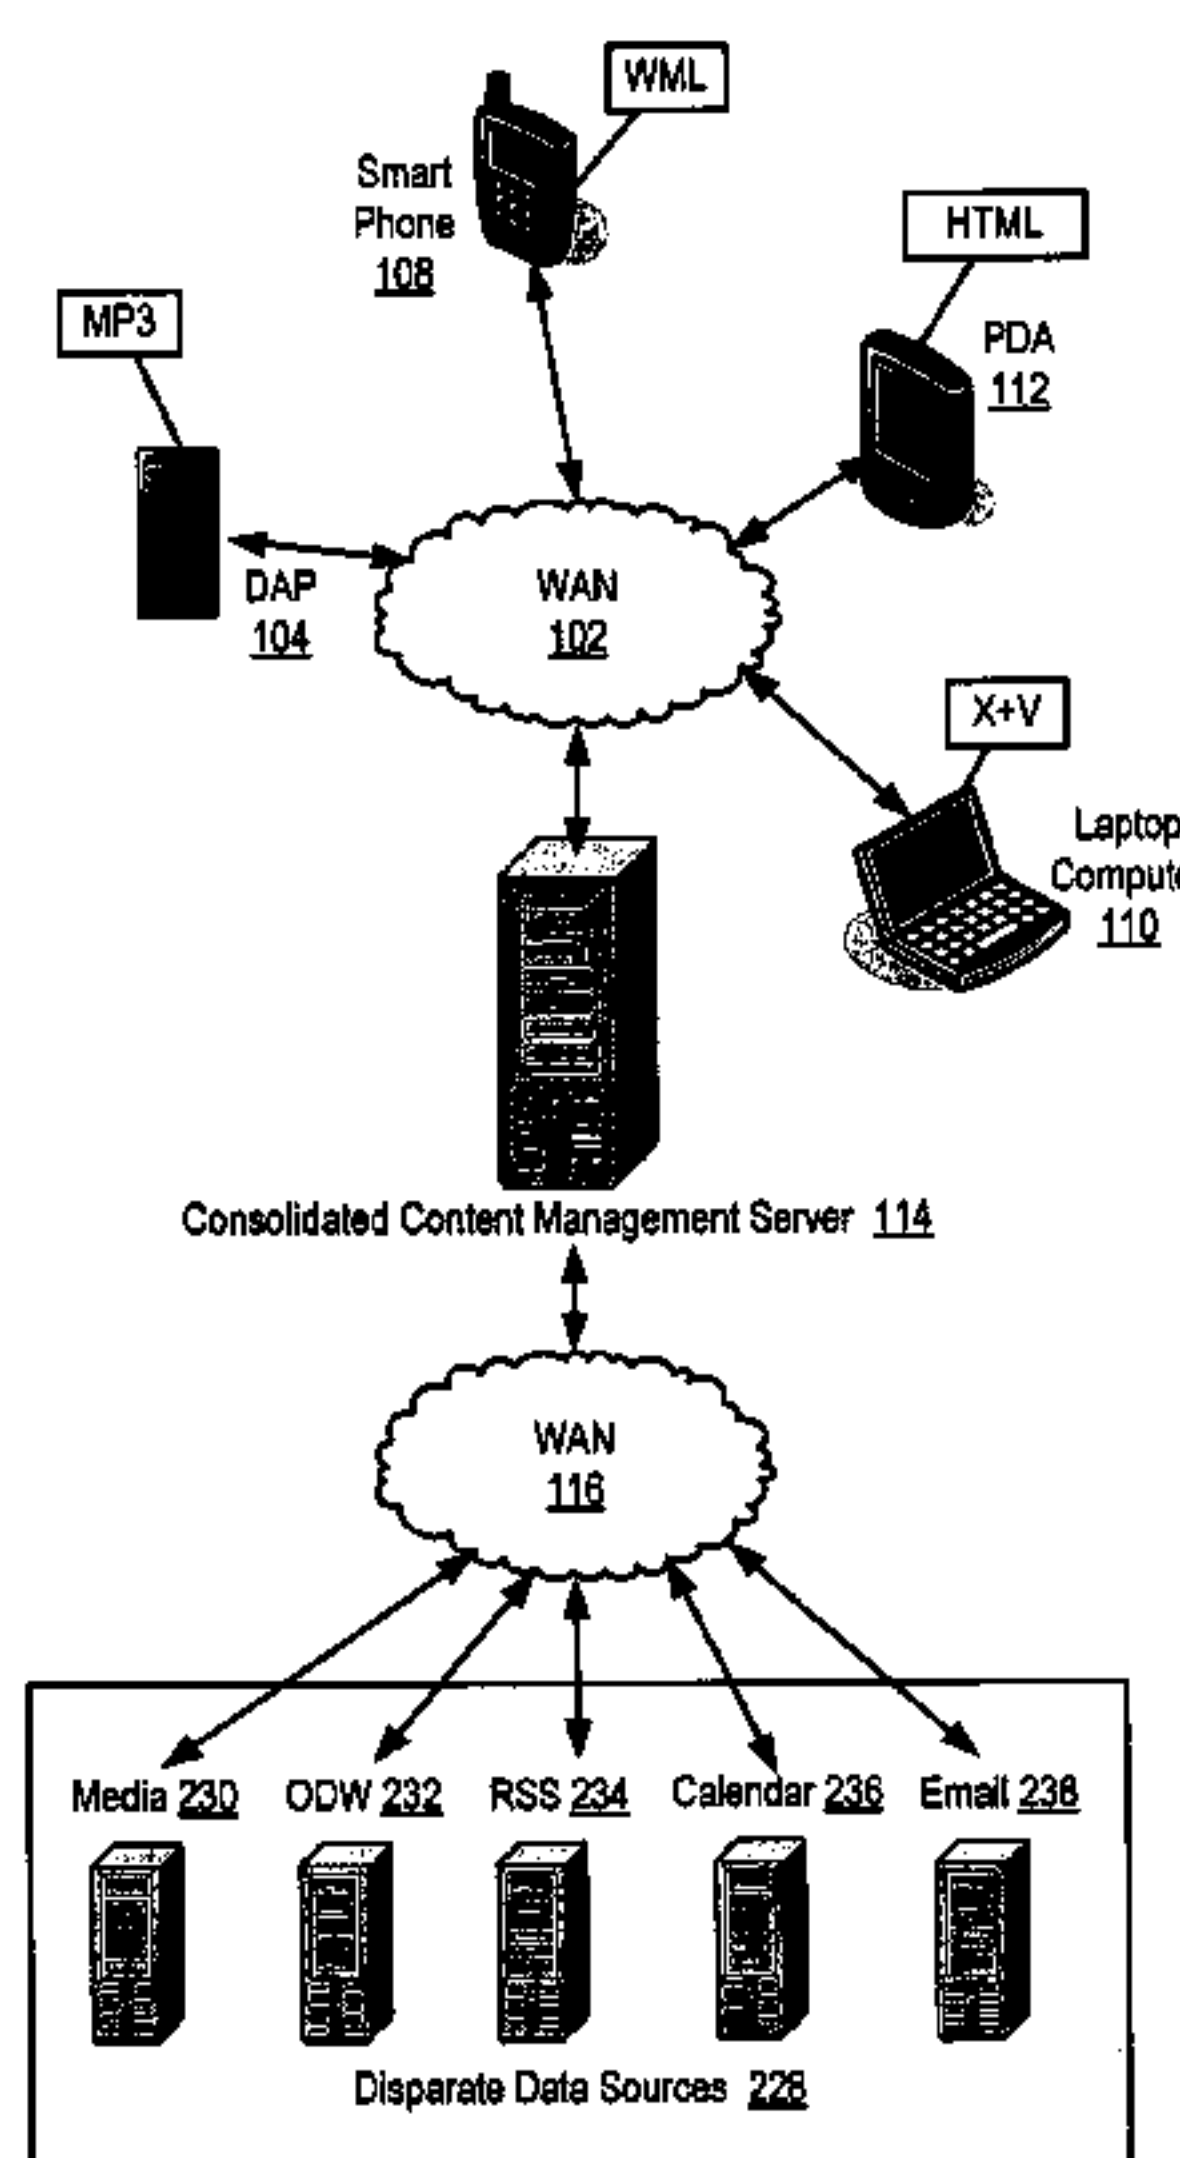 WML
Smart
Phone
108
HTML
MP3
PDA
112
DAP
104
WAN
102
X+V
Laptop
Compute
110
Consolidated Content Management Server 114
WAN
116
Media 230 ODW 232 RSS 234 Calendar 236 Email 238
Disparate Data Sources 228